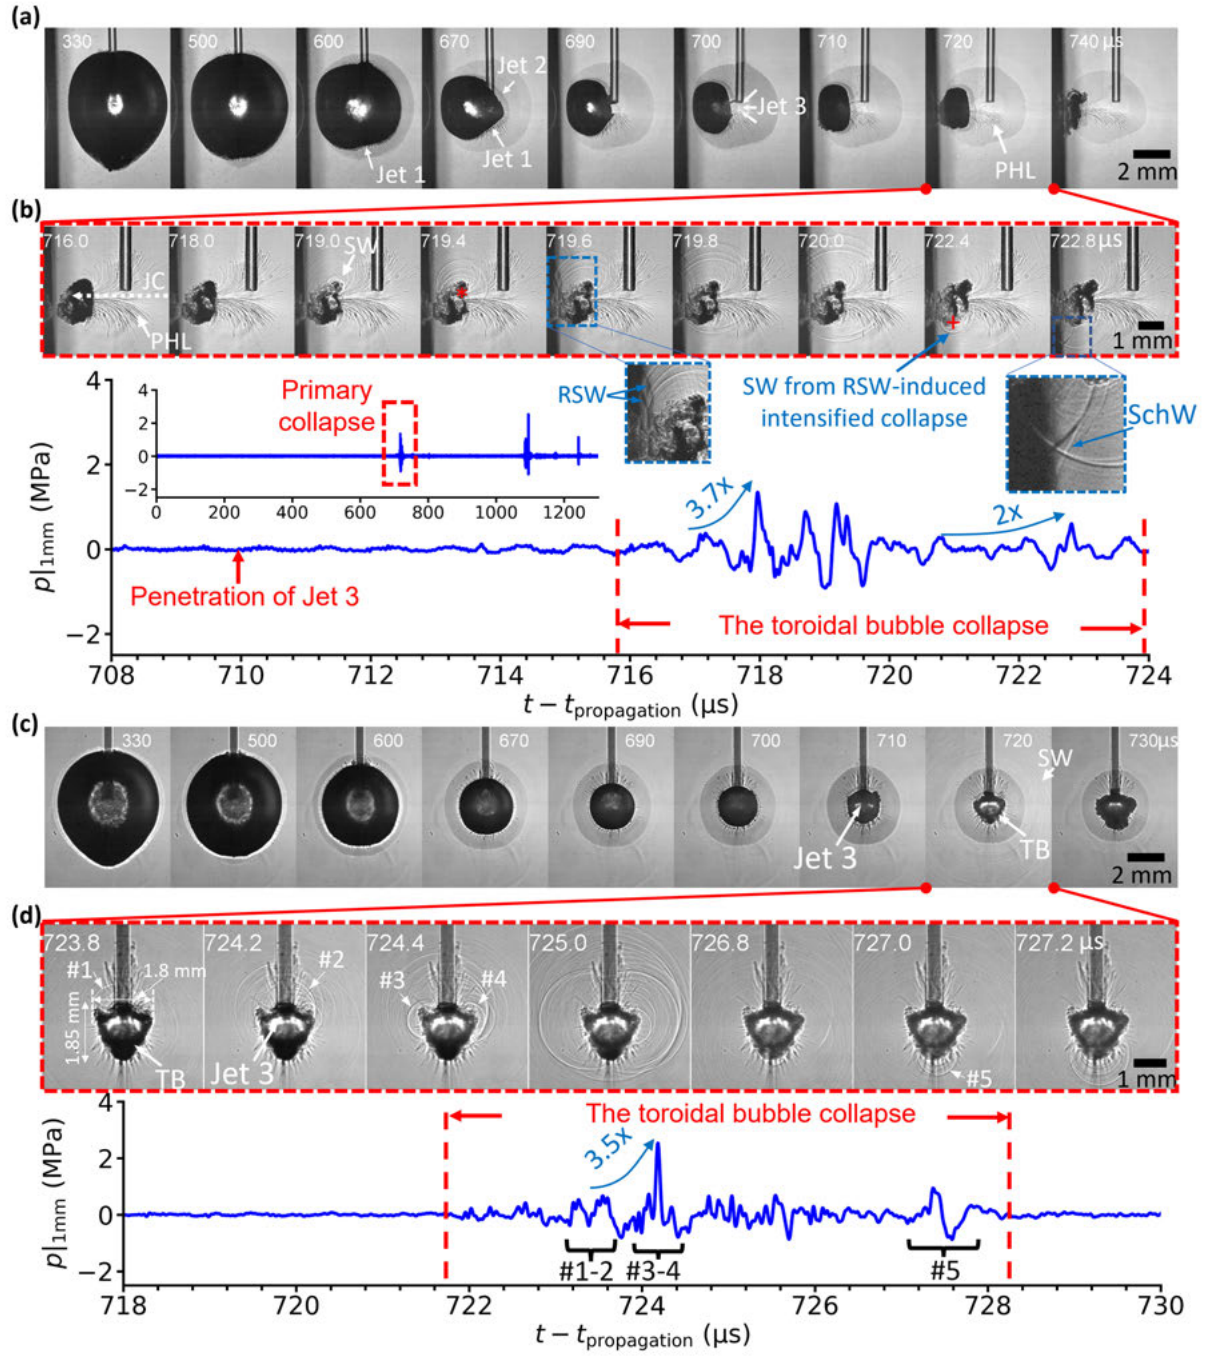 (a)
330 500 600 670 690 700 710 720 740 µs
Jet 2
Jet 3
Jet 1
Jet 1
PHL
2 mm
(b)
716.0 718.0 719.0 719.4 719.6 719.8 720.0 722.4 722.8 µs
SW
JC
PHL
1 mm
RSW
SW from RSW-induced
intensified collapse
SchW
Primary
collapse
4
2
0
−2
0 200 400 600 800 1000 1200
4
2
0
−2
p|1mm (MPa)
3.7x
2x
Penetration of Jet 3
The toroidal bubble collapse
708 710 712 714 716 718 720 722 724
t − tpropagation (µs)
(c)
330 500 600 670 690 700 710 720 730µs
SW
Jet 3
TB
2 mm
(d)
723.8 724.2 724.4 725.0 726.8 727.0 727.2 µs
#1
1.8 mm
#2
#3
#4
1.85 mm
TB
Jet 3
#5
1 mm
4
2
0
−2
p|1mm (MPa)
The toroidal bubble collapse
3.5x
#1-2
#3-4
#5
718 720 722 724 726 728 730
t − tpropagation (µs)